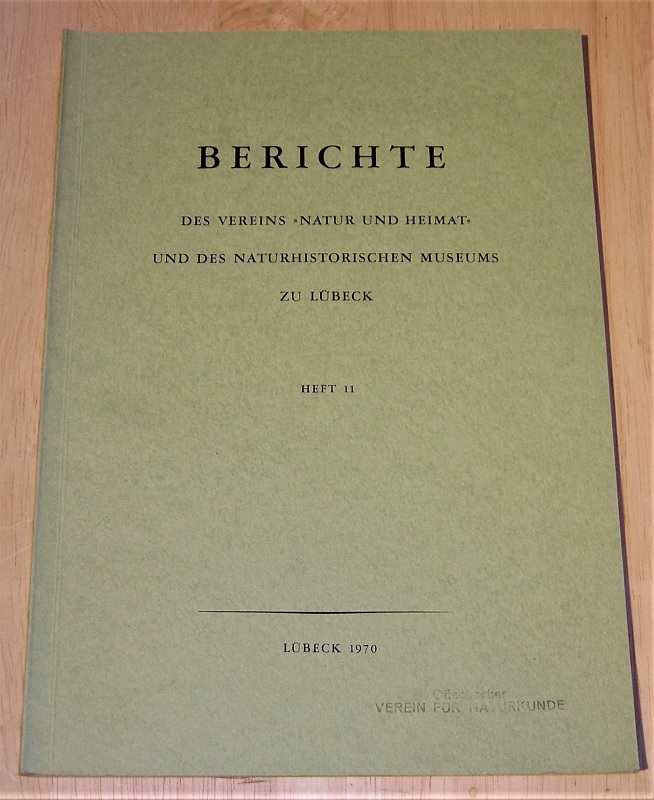 BERICHTE
DES VEREINS »NATUR UND HEIMAT«
UND DES NATURHISTORISCHEN MUSEUMS
ZU LÜBECK
HEFT 11
LÜBECK 1970
Offenbacher
VEREIN FÜR NATURKUNDE